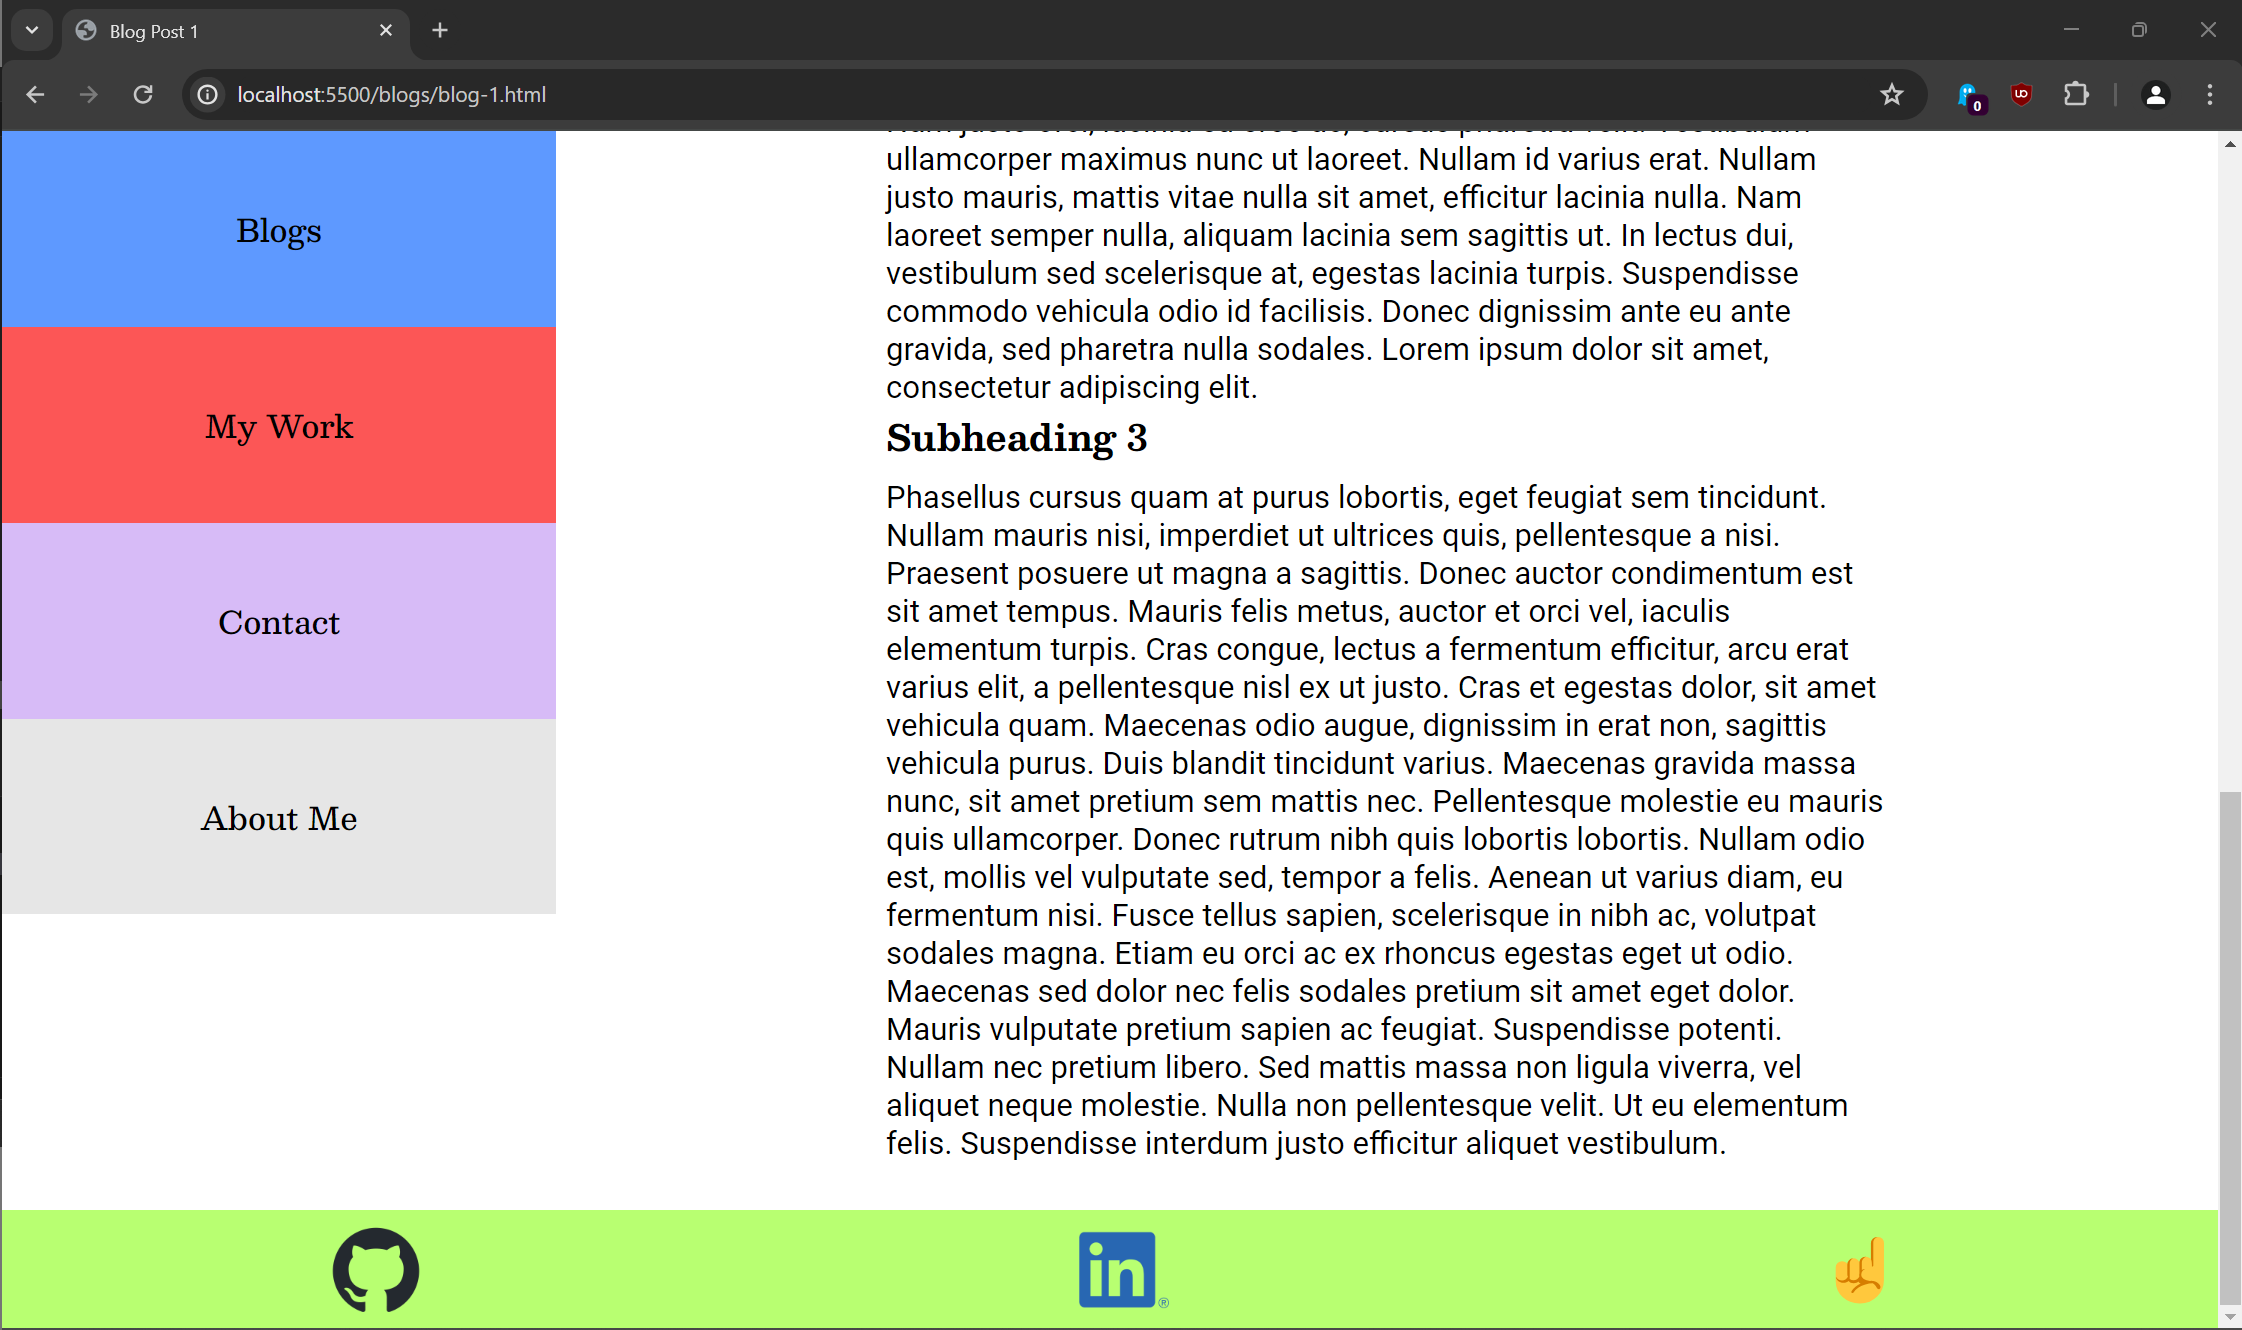 Blog Post 1
localhost:5500/blogs/blog-1.html
0
Blogs
My Work
Contact
About Me
ullamcorper maximus nunc ut laoreet. Nullam id varius erat. Nullam
justo mauris, mattis vitae nulla sit amet, efficitur lacinia nulla. Nam
laoreet semper nulla, aliquam lacinia sem sagittis ut. In lectus dui,
vestibulum sed scelerisque at, egestas lacinia turpis. Suspendisse
commodo vehicula odio id facilisis. Donec dignissim ante eu ante
gravida, sed pharetra nulla sodales. Lorem ipsum dolor sit amet,
consectetur adipiscing elit.
Subheading 3
Phasellus cursus quam at purus lobortis, eget feugiat sem tincidunt.
Nullam mauris nisi, imperdiet ut ultrices quis, pellentesque a nisi.
Praesent posuere ut magna a sagittis. Donec auctor condimentum est
sit amet tempus. Mauris felis metus, auctor et orci vel, iaculis
elementum turpis. Cras congue, lectus a fermentum efficitur, arcu erat
varius elit, a pellentesque nisl ex ut justo. Cras et egestas dolor, sit amet
vehicula quam. Maecenas odio augue, dignissim in erat non, sagittis
vehicula purus. Duis blandit tincidunt varius. Maecenas gravida massa
nunc, sit amet pretium sem mattis nec. Pellentesque molestie eu mauris
quis ullamcorper. Donec rutrum nibh quis lobortis lobortis. Nullam odio
est, mollis vel vulputate sed, tempor a felis. Aenean ut varius diam, eu
fermentum nisi. Fusce tellus sapien, scelerisque in nibh ac, volutpat
sodales magna. Etiam eu orci ac ex rhoncus egestas eget ut odio.
Maecenas sed dolor nec felis sodales pretium sit amet eget dolor.
Mauris vulputate pretium sapien ac feugiat. Suspendisse potenti.
Nullam nec pretium libero. Sed mattis massa non ligula viverra, vel
aliquet neque molestie. Nulla non pellentesque velit. Ut eu elementum
felis. Suspendisse interdum justo efficitur aliquet vestibulum.
in ®